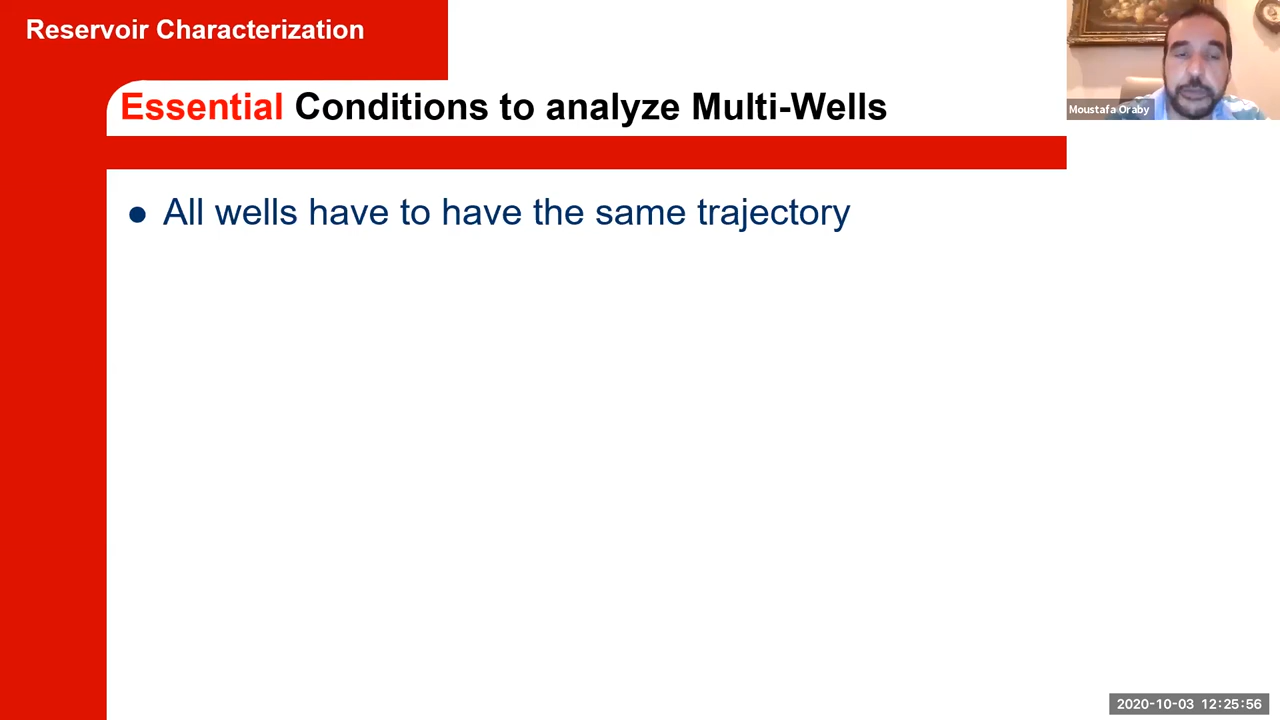 Reservoir Characterization
Essential Conditions to analyze Multi-Wells
Moustafa Oraby
● All wells have to have the same trajectory
2020-10-03 12:25:56